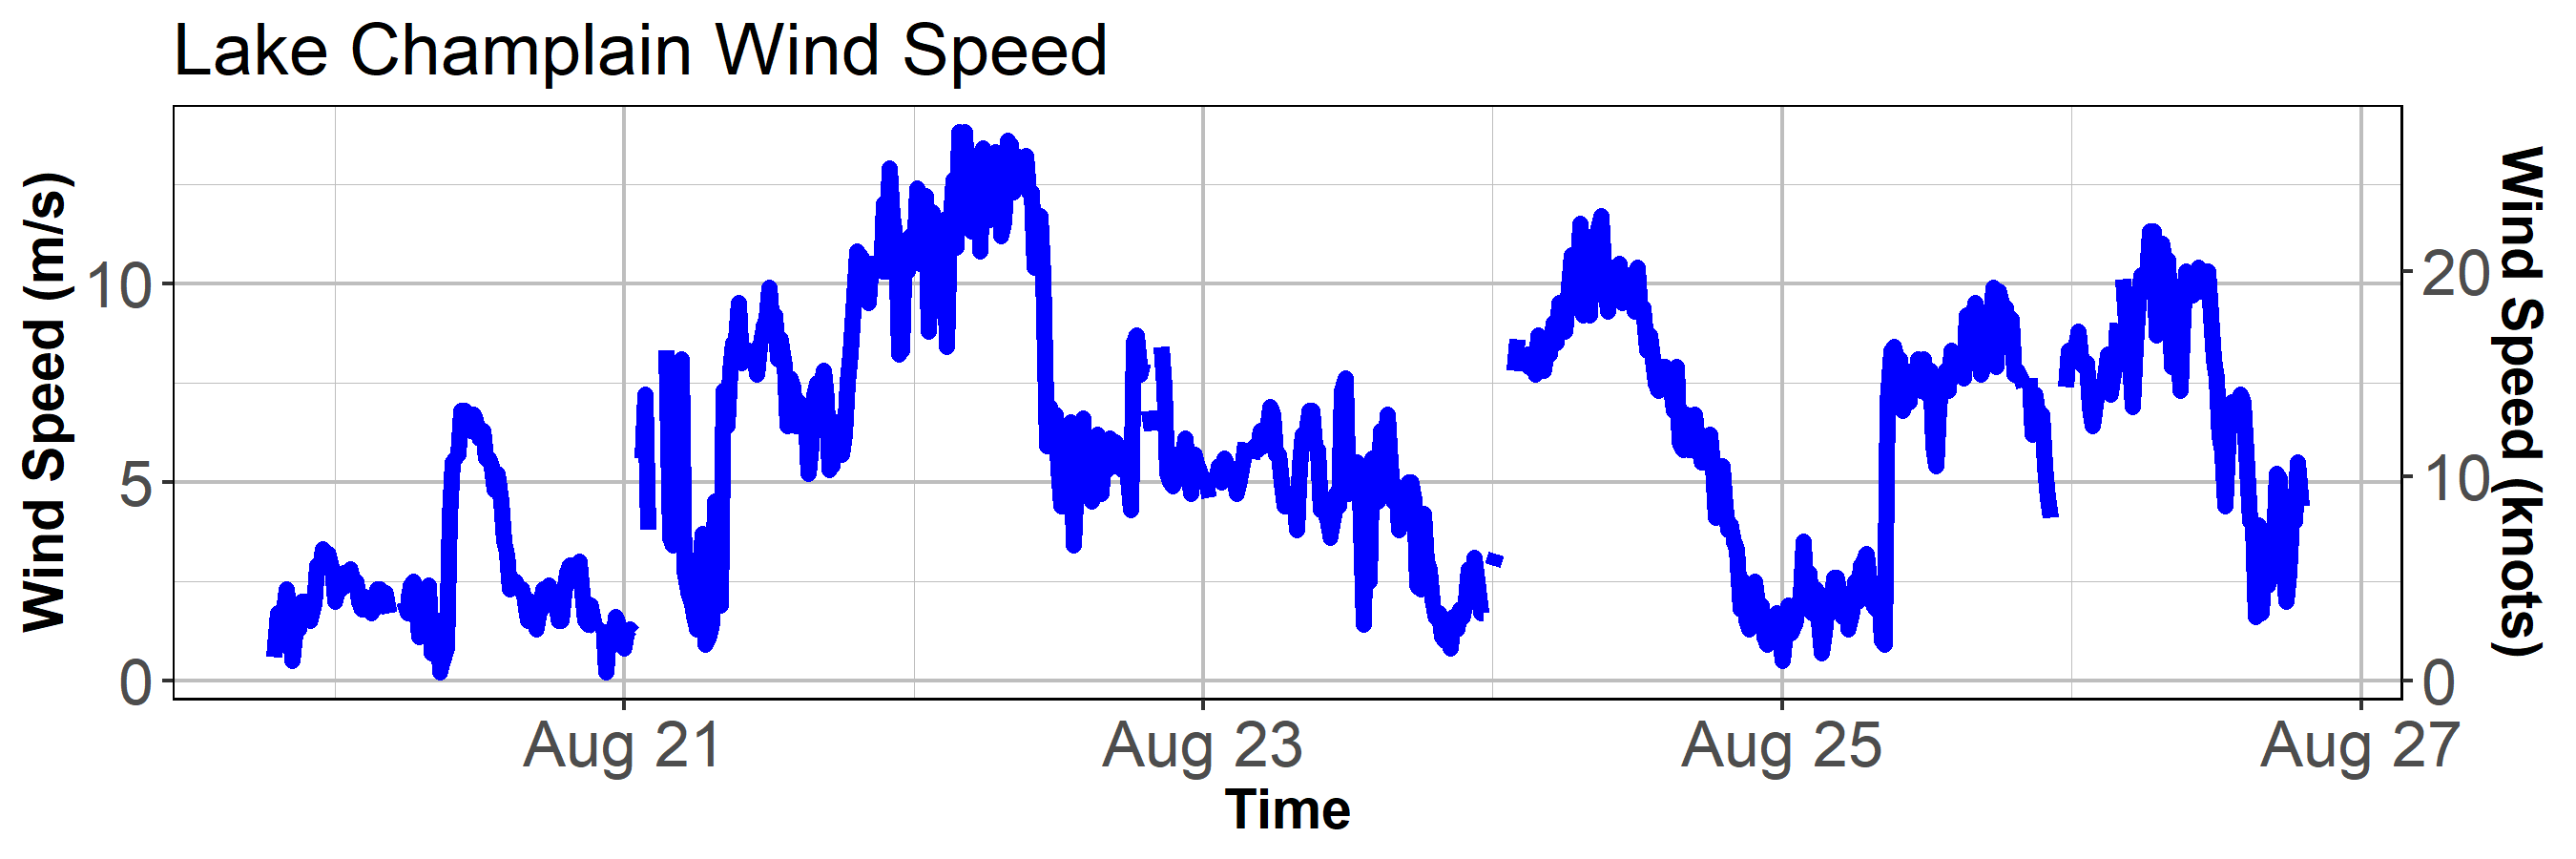 Lake Champlain Wind Speed
Wind Speed (m/s)
10
5
0
20
10
0
Wind Speed (knots)
Aug 21
Aug 23
Aug 25
Aug 27
Time